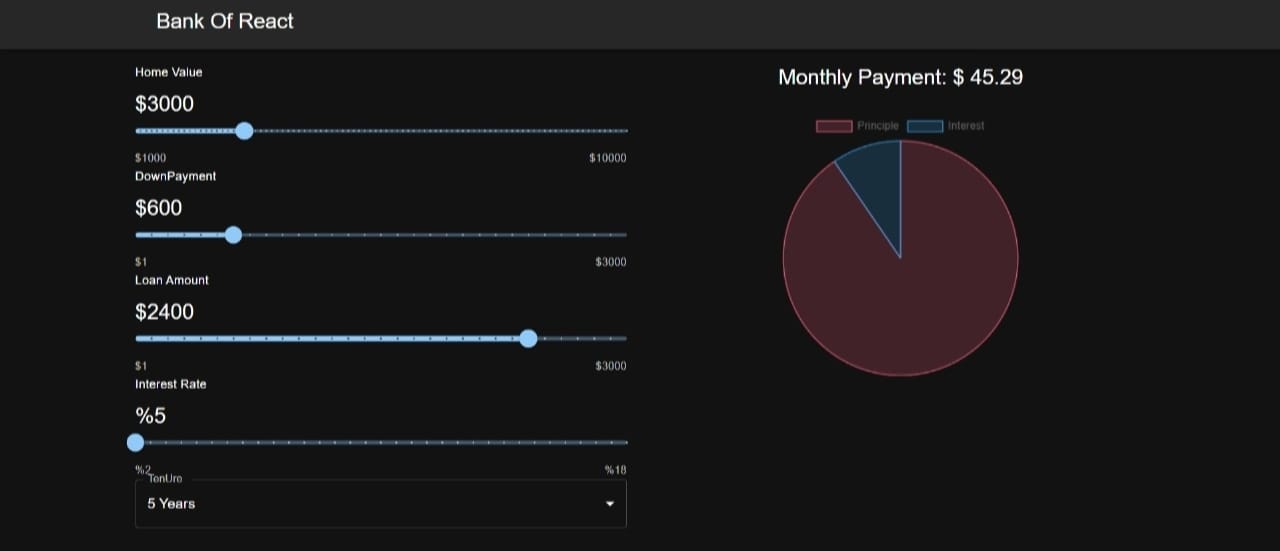 Bank Of React
Home Value
$3000
$1000 $10000
DownPayment
$600
$1 $3000
Loan Amount
$2400
$1 $3000
Interest Rate
%5
%2 %18
TonUro
5 Years
Monthly Payment: $ 45.29
Principle Interest